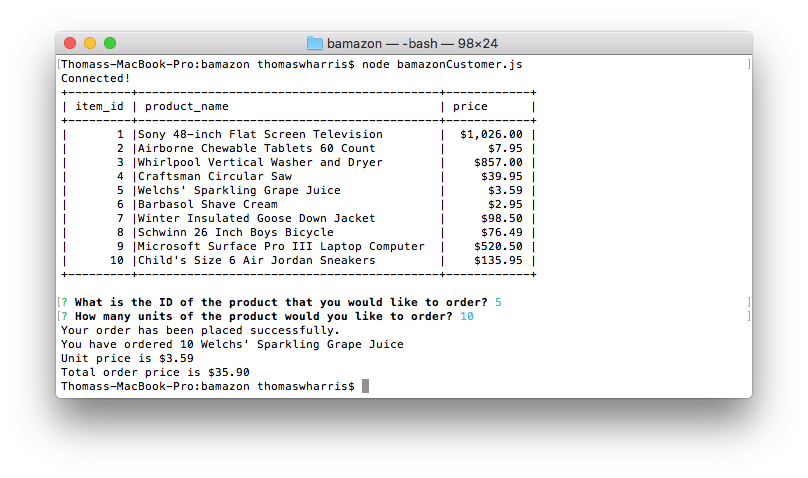 bamazon — -bash — 98×24
[Thomass-MacBook-Pro:bamazon thomaswharris$ node bamazonCustomer.js ]
Connected!
+---------+-------------------------------------------+------------+
| item_id | product_name                              | price      |
+---------+-------------------------------------------+------------+
|       1 |Sony 48-inch Flat Screen Television        |  $1,026.00 |
|       2 |Airborne Chewable Tablets 60 Count         |      $7.95 |
|       3 |Whirlpool Vertical Washer and Dryer        |    $857.00 |
|       4 |Craftsman Circular Saw                     |     $39.95 |
|       5 |Welchs' Sparkling Grape Juice              |      $3.59 |
|       6 |Barbasol Shave Cream                       |      $2.95 |
|       7 |Winter Insulated Goose Down Jacket         |     $98.50 |
|       8 |Schwinn 26 Inch Boys Bicycle               |     $76.49 |
|       9 |Microsoft Surface Pro III Laptop Computer  |    $520.50 |
|      10 |Child's Size 6 Air Jordan Sneakers         |    $135.95 |
+---------+-------------------------------------------+------------+
[? What is the ID of the product that you would like to order? 5 ]
[? How many units of the product would you like to order? 10 ]
Your order has been placed successfully.
You have ordered 10 Welchs' Sparkling Grape Juice
Unit price is $3.59
Total order price is $35.90
Thomass-MacBook-Pro:bamazon thomaswharris$